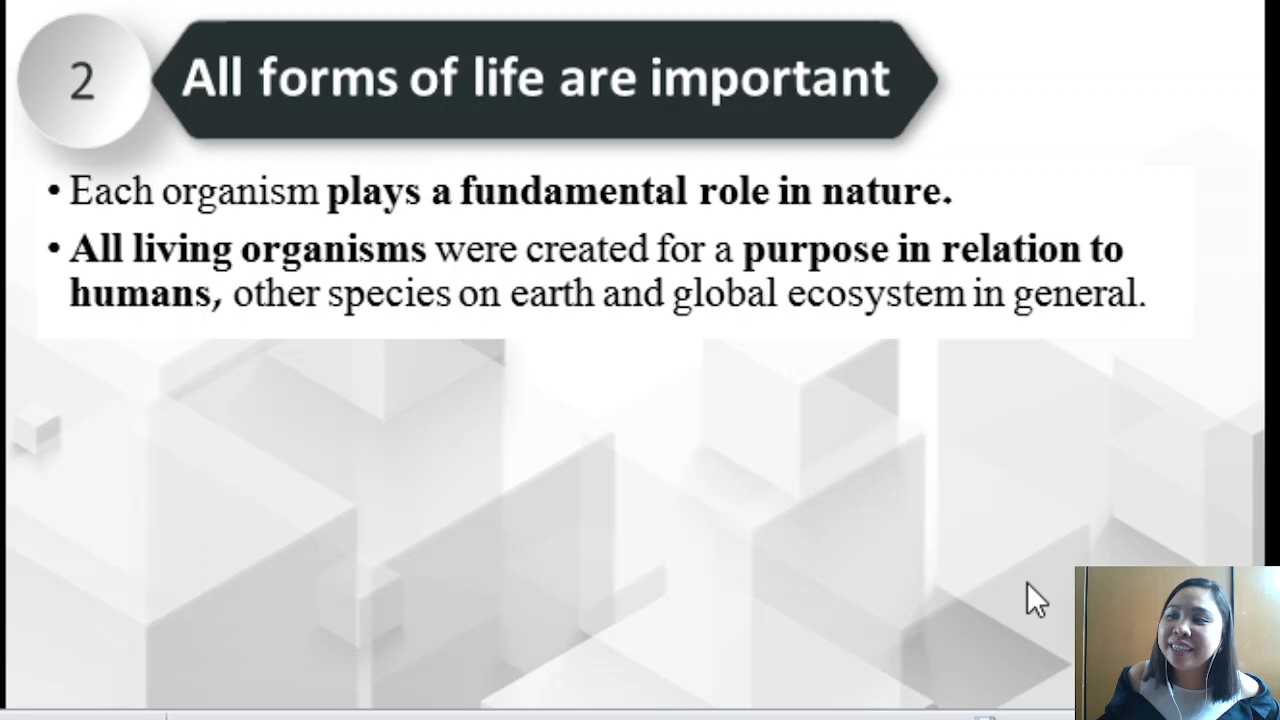 2
All forms of life are important
• Each organism plays a fundamental role in nature.
• All living organisms were created for a purpose in relation to
humans, other species on earth and global ecosystem in general.